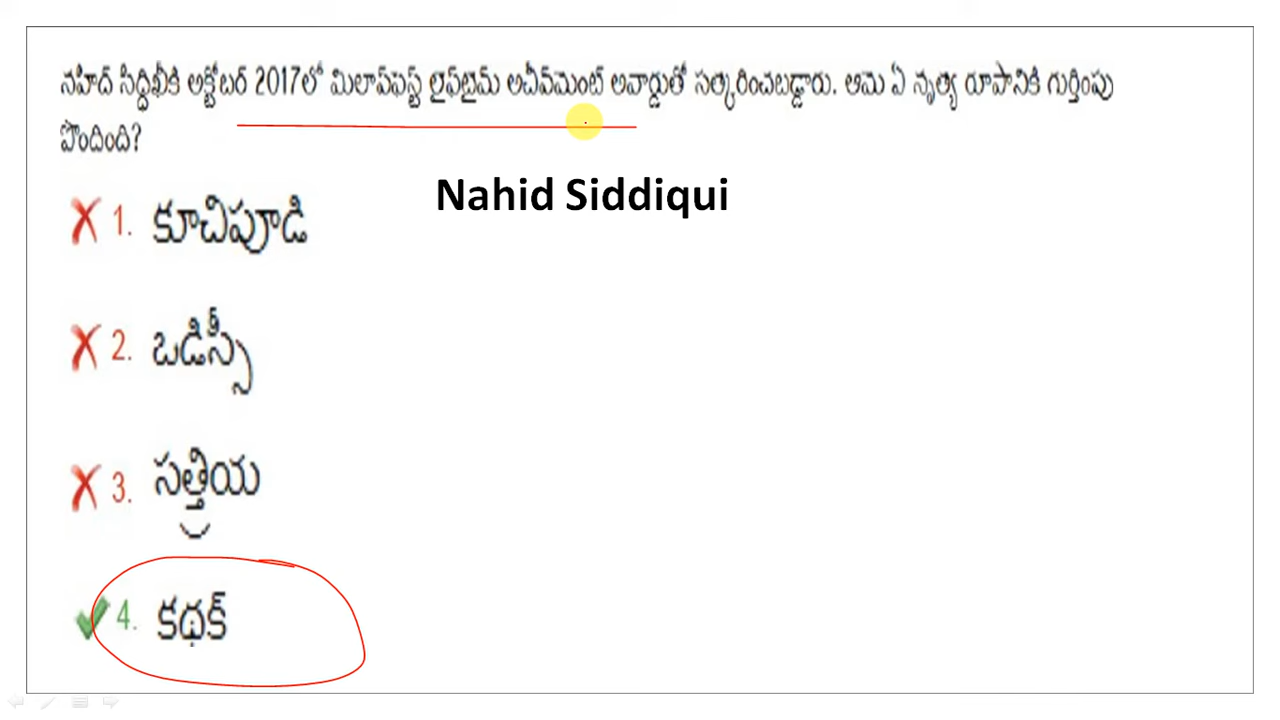 నహీద్ సిద్ధిఖీకి అక్టోబర్ 2017లో మిలాప్‌ఫెస్ట్ లైఫ్‌టైమ్ అచీవ్‌మెంట్ అవార్డుతో సత్కరించబడ్డారు. ఆమె ఏ నృత్య రూపానికి గుర్తింపు
పొందింది?
Nahid Siddiqui
1. కూచిపూడి
2. ఒడిస్సీ
3. సత్త్రియ
4. కథక్